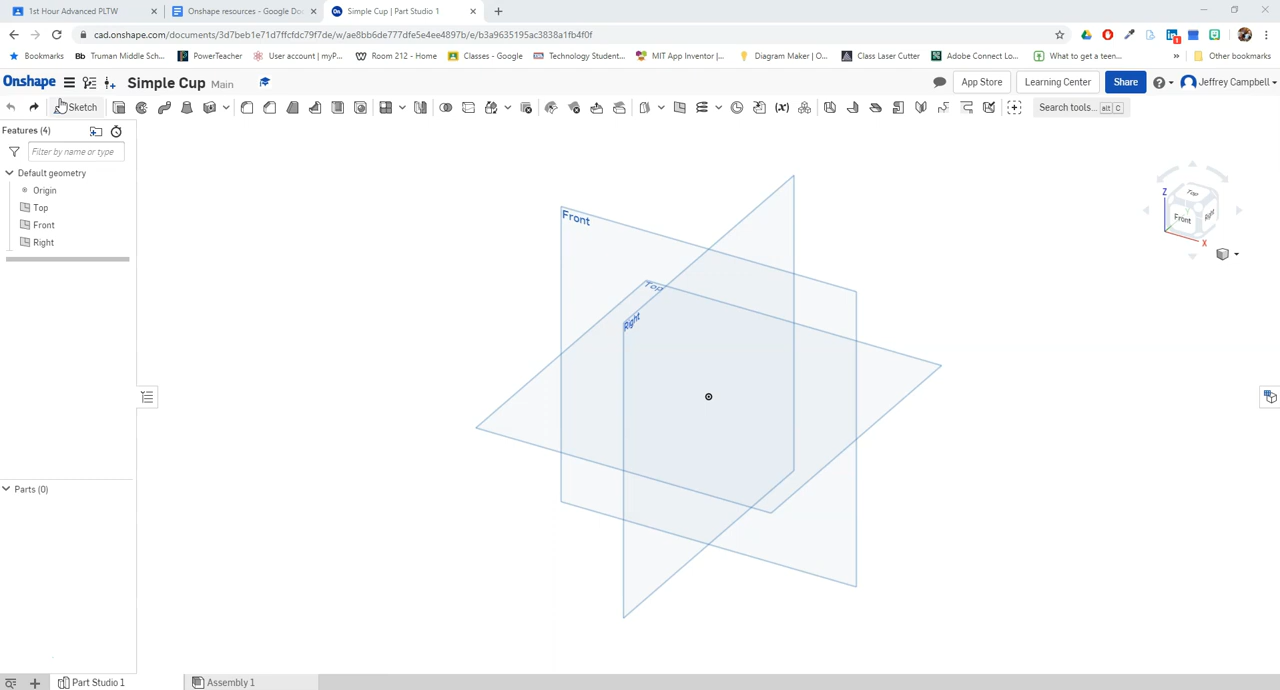 1st Hour Advanced PLTW
Onshape resources - Google Doc
Simple Cup | Part Studio 1
cad.onshape.com/documents/3d7beb1e71d7ffcfdc79f7de/w/ae8bb6de777dfe5e4ee4897b/e/b3a9635195ac3838a1fb4f0f
Bookmarks
Truman Middle Sch...
PowerTeacher
User account | myP...
Room 212 - Home
Classes - Google
Technology Student...
MIT App Inventor |...
Diagram Maker | O...
Class Laser Cutter
Adobe Connect Lo...
What to get a teen...
Other bookmarks
Onshape
Simple Cup Main
App Store
Learning Center
Share
Jeffrey Campbell
Sketch
Search tools... alt C
Features (4)
Filter by name or type
Default geometry
Origin
Top
Front
Right
Parts (0)
Front
Top
Right
Z
Top
Front
Right
X
Part Studio 1
Assembly 1